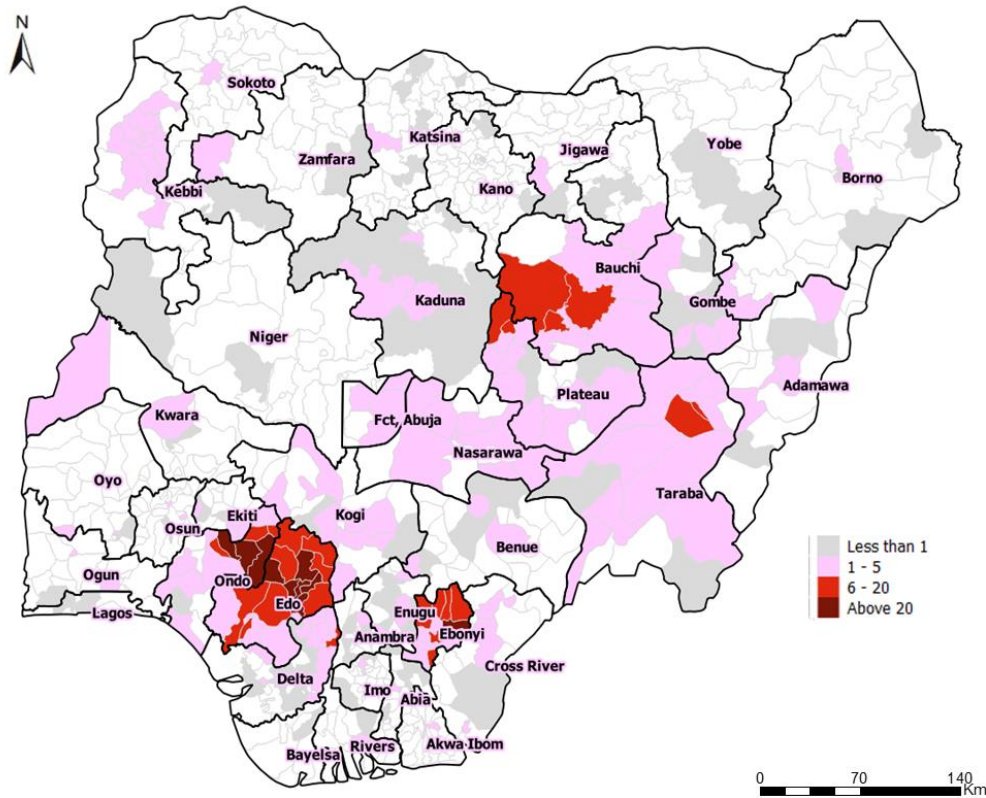 N
Sokoto
Katsina
Jigawa
Yobe
Zamfara
Kano
Borno
Kebbi
Bauchi
Kaduna
Gombe
Niger
Adamawa
Plateau
Kwara
Fct, Abuja
Nasarawa
Oyo
Taraba
Ekiti
Kogi
Osun
Benue
Less than 1
1 - 5
6 - 20
Above 20
Ogun
Ondo
Edo
Lagos
Enugu
Anambra
Ebonyi
Cross River
Delta
Imo
Abia
Bayelsa
Rivers
Akwa Ibom
0 70 140
Km